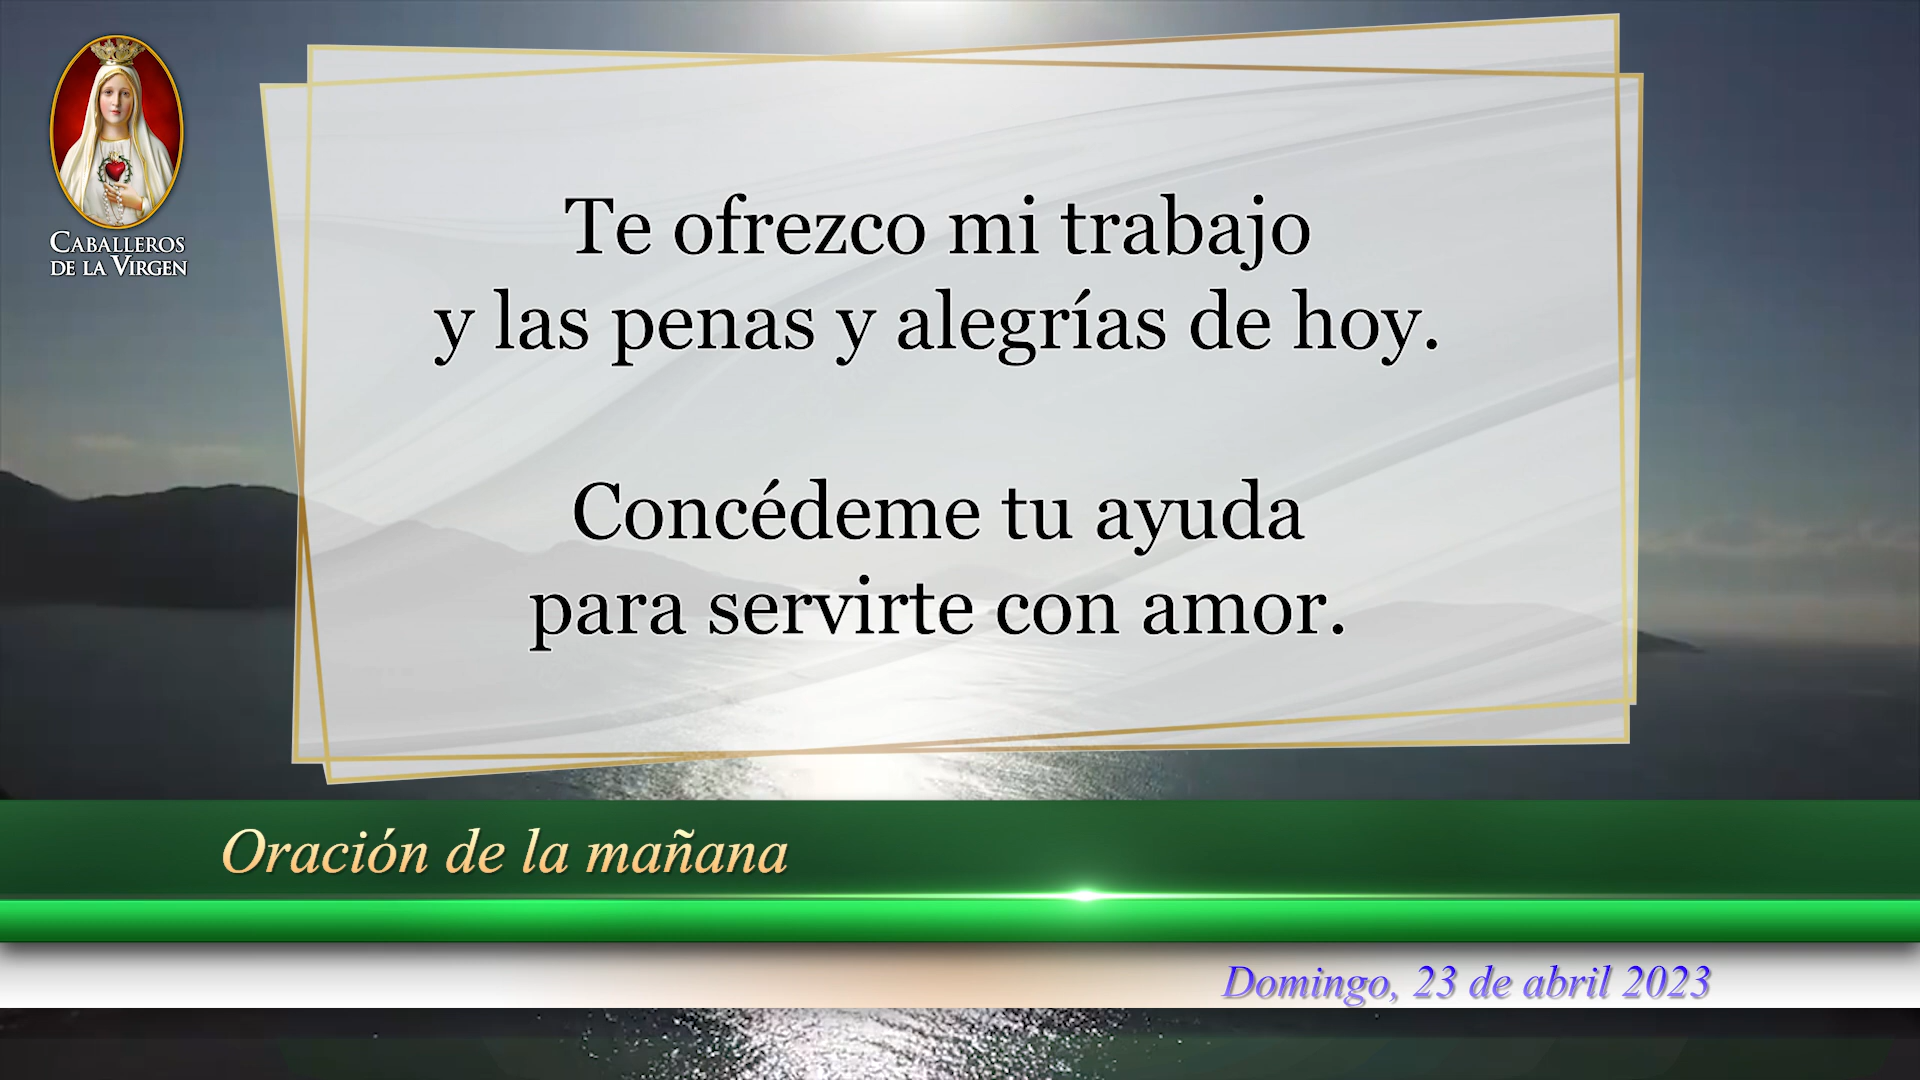 CABALLEROS
DE LA VIRGEN
Te ofrezco mi trabajo
y las penas y alegrías de hoy.
Concédeme tu ayuda
para servirte con amor.
Oración de la mañana
Domingo, 23 de abril 2023